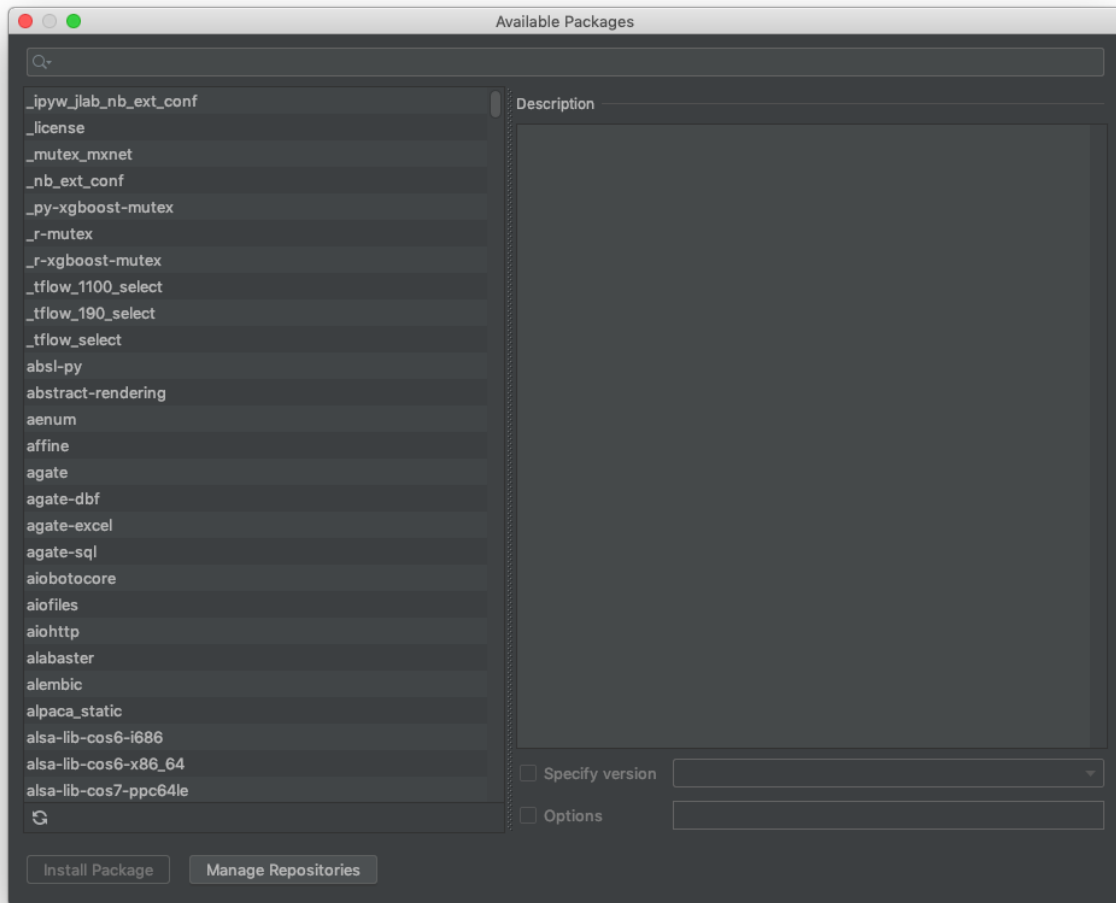 Available Packages
_ipyw_jlab_nb_ext_conf
_license
_mutex_mxnet
_nb_ext_conf
_py-xgboost-mutex
_r-mutex
_r-xgboost-mutex
_tflow_1100_select
_tflow_190_select
_tflow_select
absl-py
abstract-rendering
aenum
affine
agate
agate-dbf
agate-excel
agate-sql
aiobotocore
aiofiles
aiohttp
alabaster
alembic
alpaca_static
alsa-lib-cos6-i686
alsa-lib-cos6-x86_64
alsa-lib-cos7-ppc64le
Description
Specify version
Options
Install Package
Manage Repositories